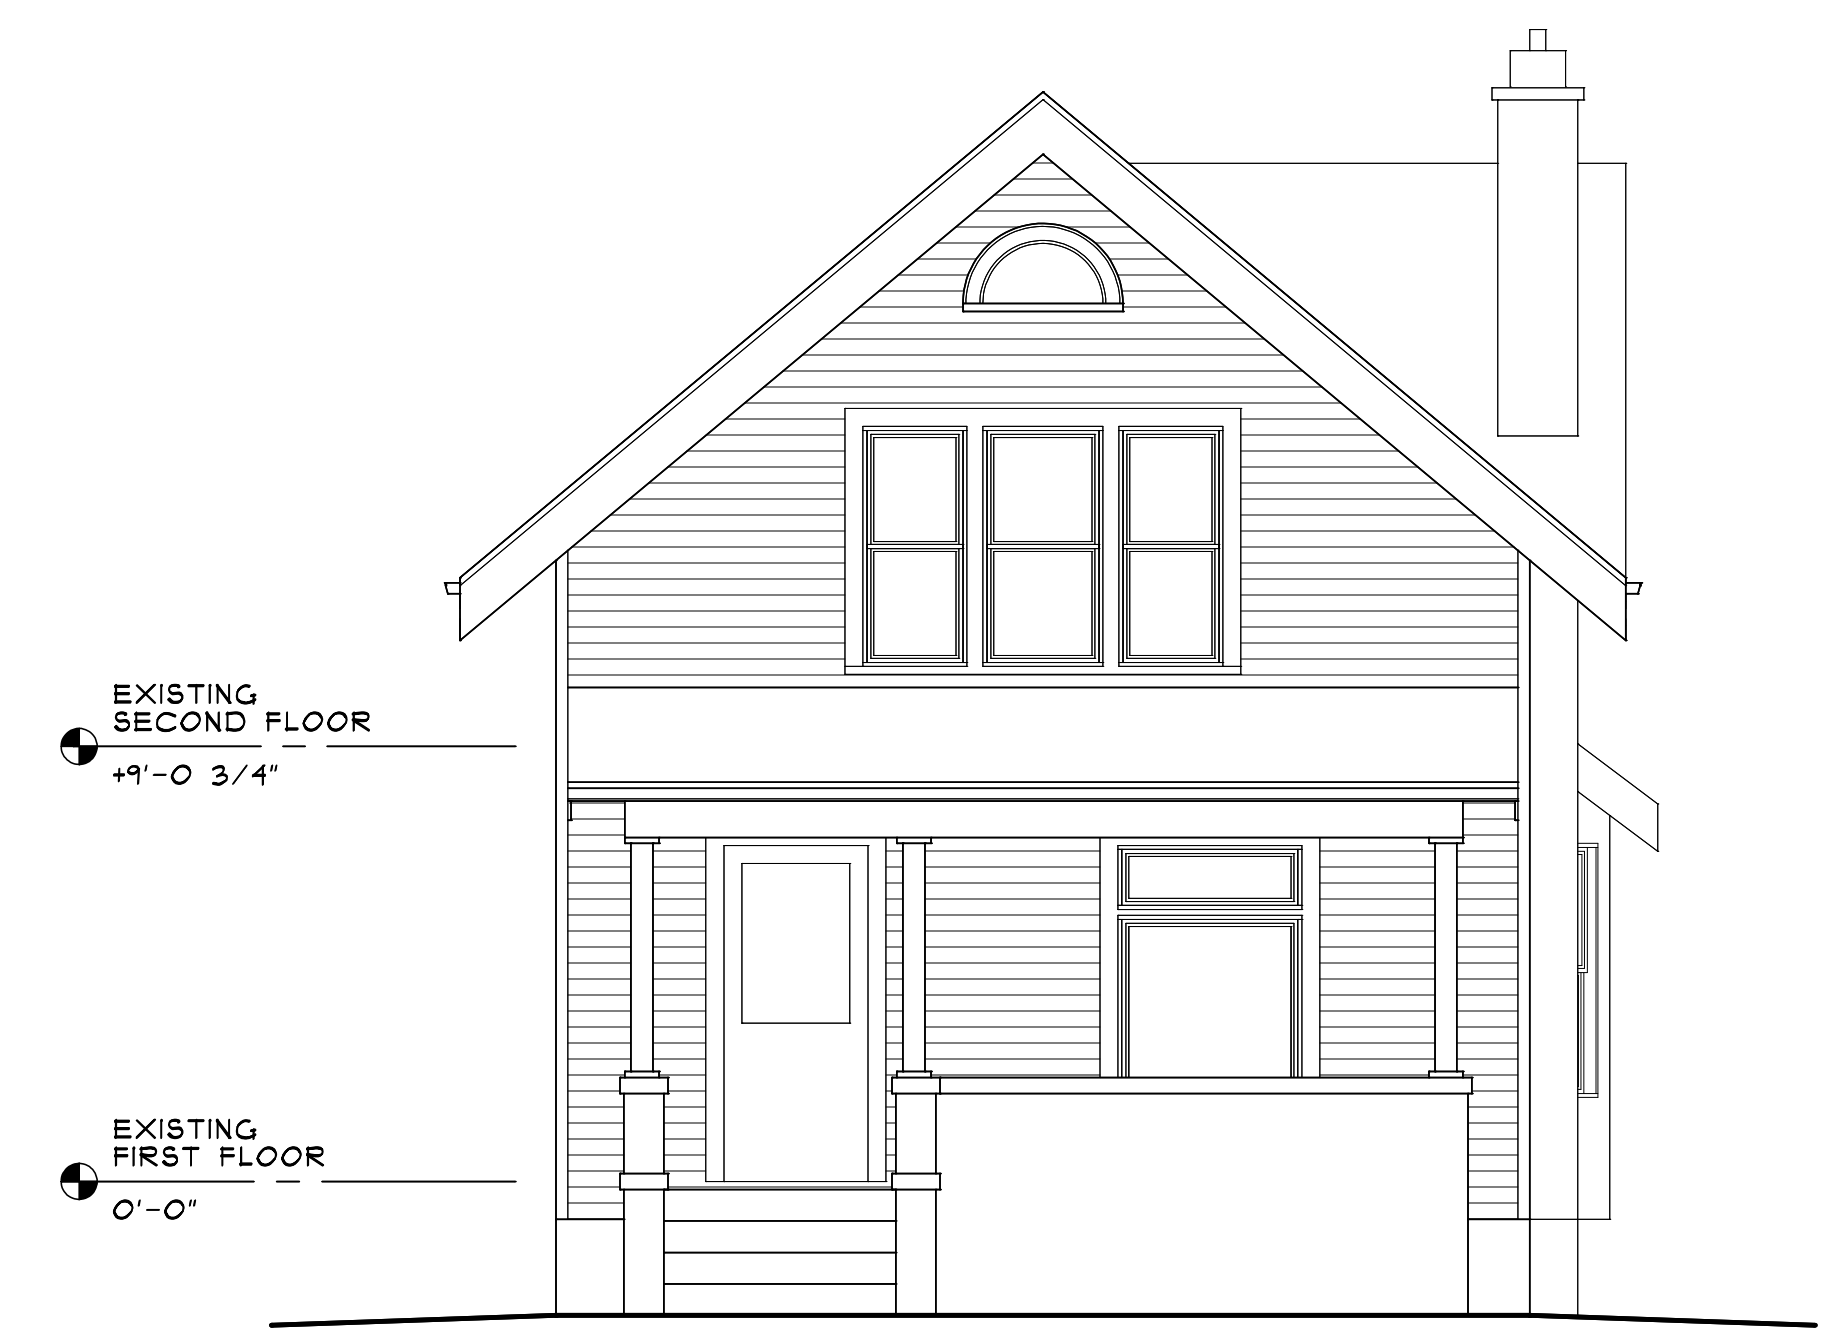 EXISTING
SECOND FLOOR
+9'-0 3/4"
EXISTING
FIRST FLOOR
0'-0"